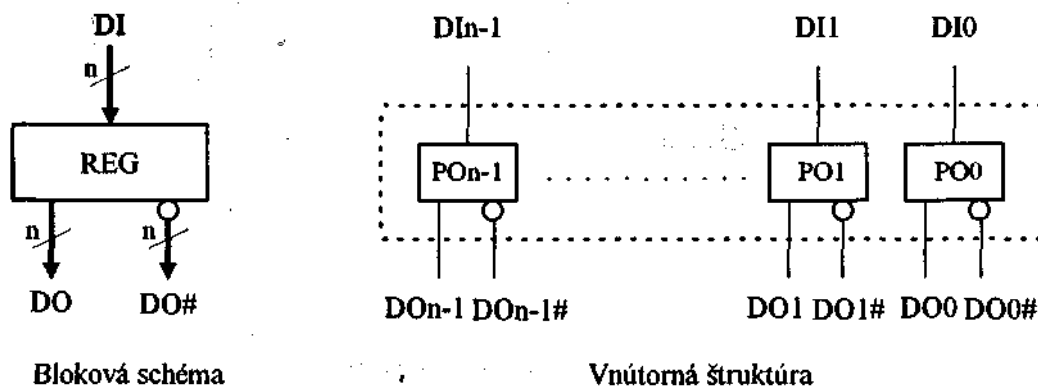 DI
n
REG
n
n
DO
DO#
Bloková schéma
DIn-1
DI1
DI0
POn-1
PO1
PO0
DOn-1
DOn-1#
DO1
DO1#
DO0
DO0#
Vnútorná štruktúra